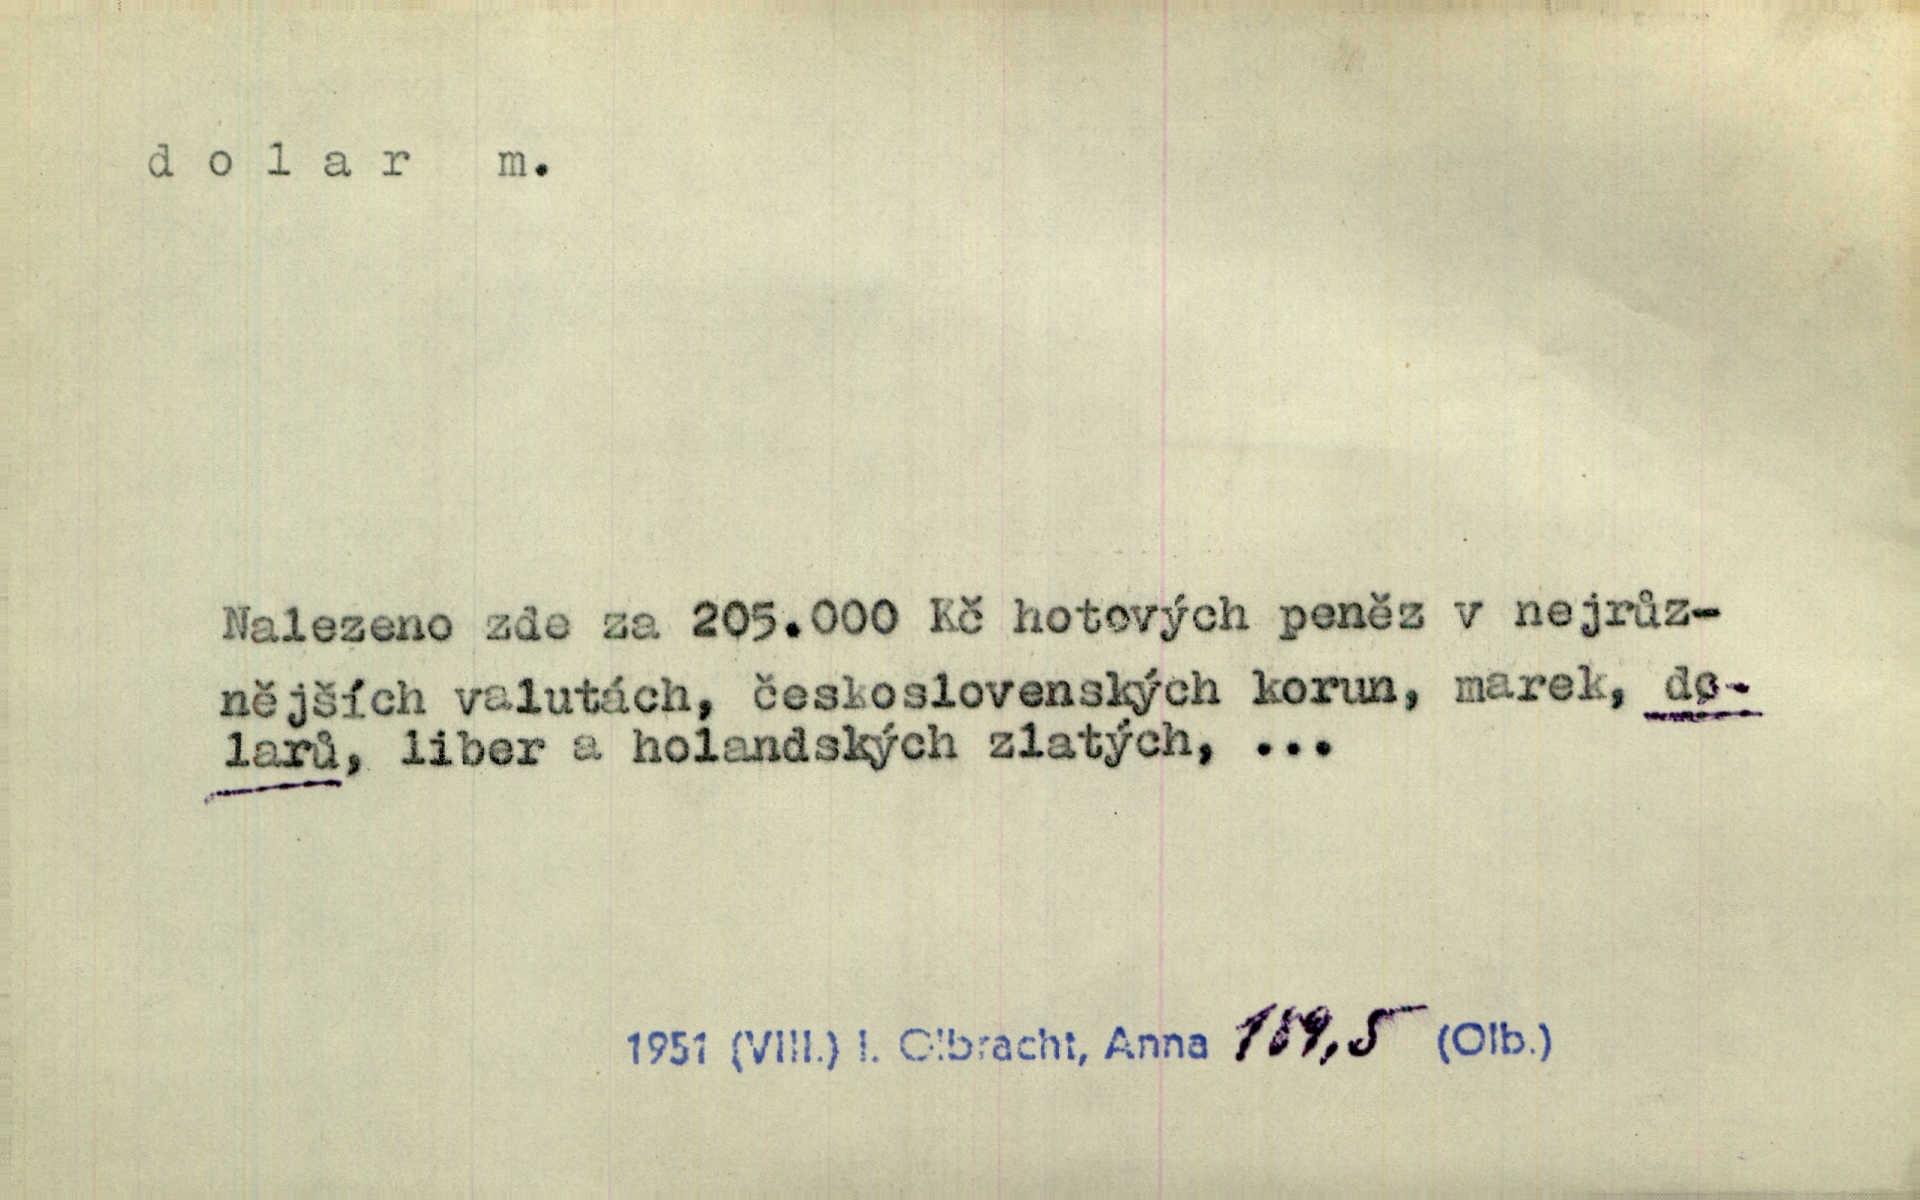 d o l a r m.
Nalezeno zde za 205.000 Kč hotových peněz v nejrůz-
nějších valutách, československých korun, marek, do-
larů, liber a holandských zlatých, ...
1951 (VIII.) I. Olbracht, Anna 189,5 (Olb.)